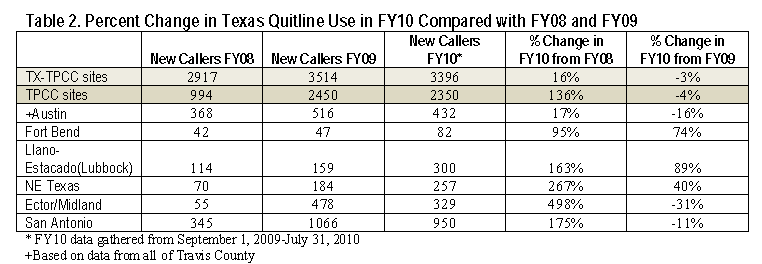 Table 2. Percent Change in Texas Quitline Use in FY10 Compared with FY08 and FY09
New Callers FY08 New Callers FY09 New Callers FY10* % Change in FY10 from FY08 % Change in FY10 from FY09
TX-TPCC sites 2917 3514 3396 16% -3%
TPCC sites 994 2450 2350 136% -4%
+Austin 368 516 432 17% -16%
Fort Bend 42 47 82 95% 74%
Llano-
Estacado(Lubbock) 114 159 300 163% 89%
NE Texas 70 184 257 267% 40%
Ector/Midland 55 478 329 498% -31%
San Antonio 345 1066 950 175% -11%
* FY10 data gathered from September 1, 2009-July 31, 2010
+Based on data from all of Travis County